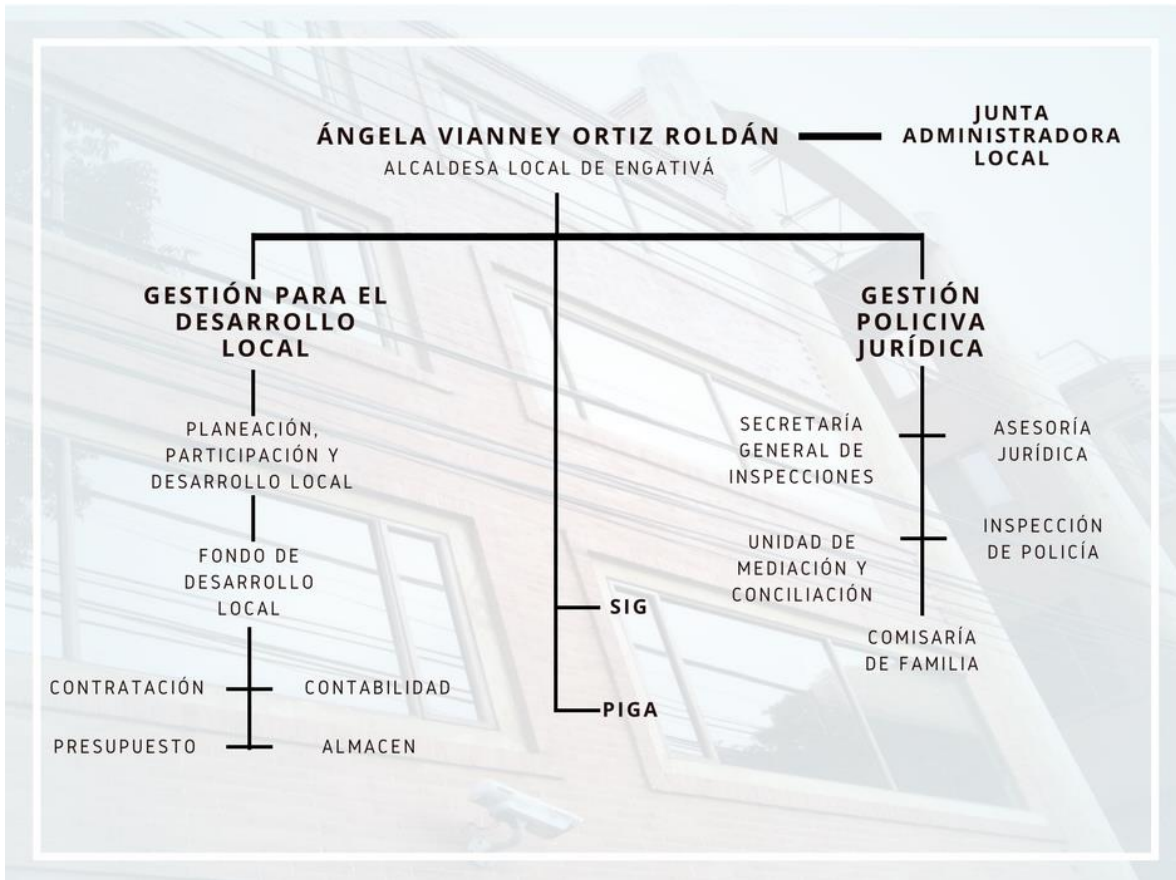 ÁNGELA VIANNEY ORTIZ ROLDÁN
ALCALDESA LOCAL DE ENGATIVÁ
JUNTA
ADMINISTRADORA
LOCAL
GESTIÓN PARA EL
DESARROLLO
LOCAL
PLANEACIÓN,
PARTICIPACIÓN Y
DESARROLLO LOCAL
FONDO DE
DESARROLLO
LOCAL
CONTRATACIÓN
CONTABILIDAD
PRESUPUESTO
ALMACEN
SIG
PIGA
GESTIÓN
POLICIVA
JURÍDICA
SECRETARÍA
GENERAL DE
INSPECCIONES
ASESORÍA
JURÍDICA
UNIDAD DE
MEDIACIÓN Y
CONCILIACIÓN
INSPECCIÓN
DE POLICÍA
COMISARÍA
DE FAMILIA